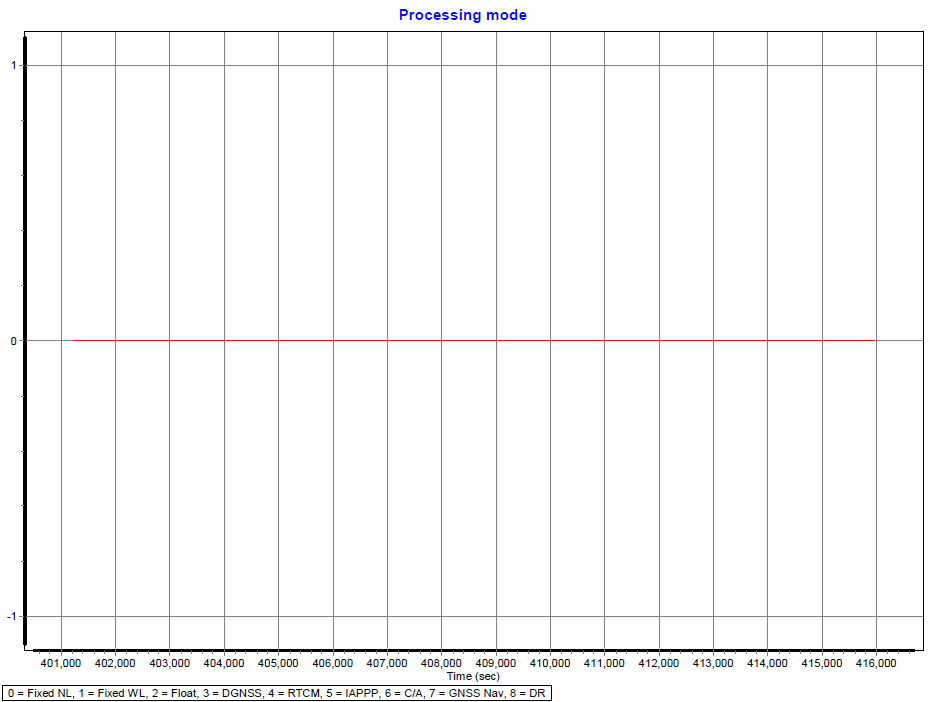 Processing mode
1
0
-1
401,000 402,000 403,000 404,000 405,000 406,000 407,000 408,000 409,000 410,000 411,000 412,000 413,000 414,000 415,000 416,000
Time (sec)
0 = Fixed NL, 1 = Fixed WL, 2 = Float, 3 = DGNSS, 4 = RTCM, 5 = IAPPP, 6 = C/A, 7 = GNSS Nav, 8 = DR